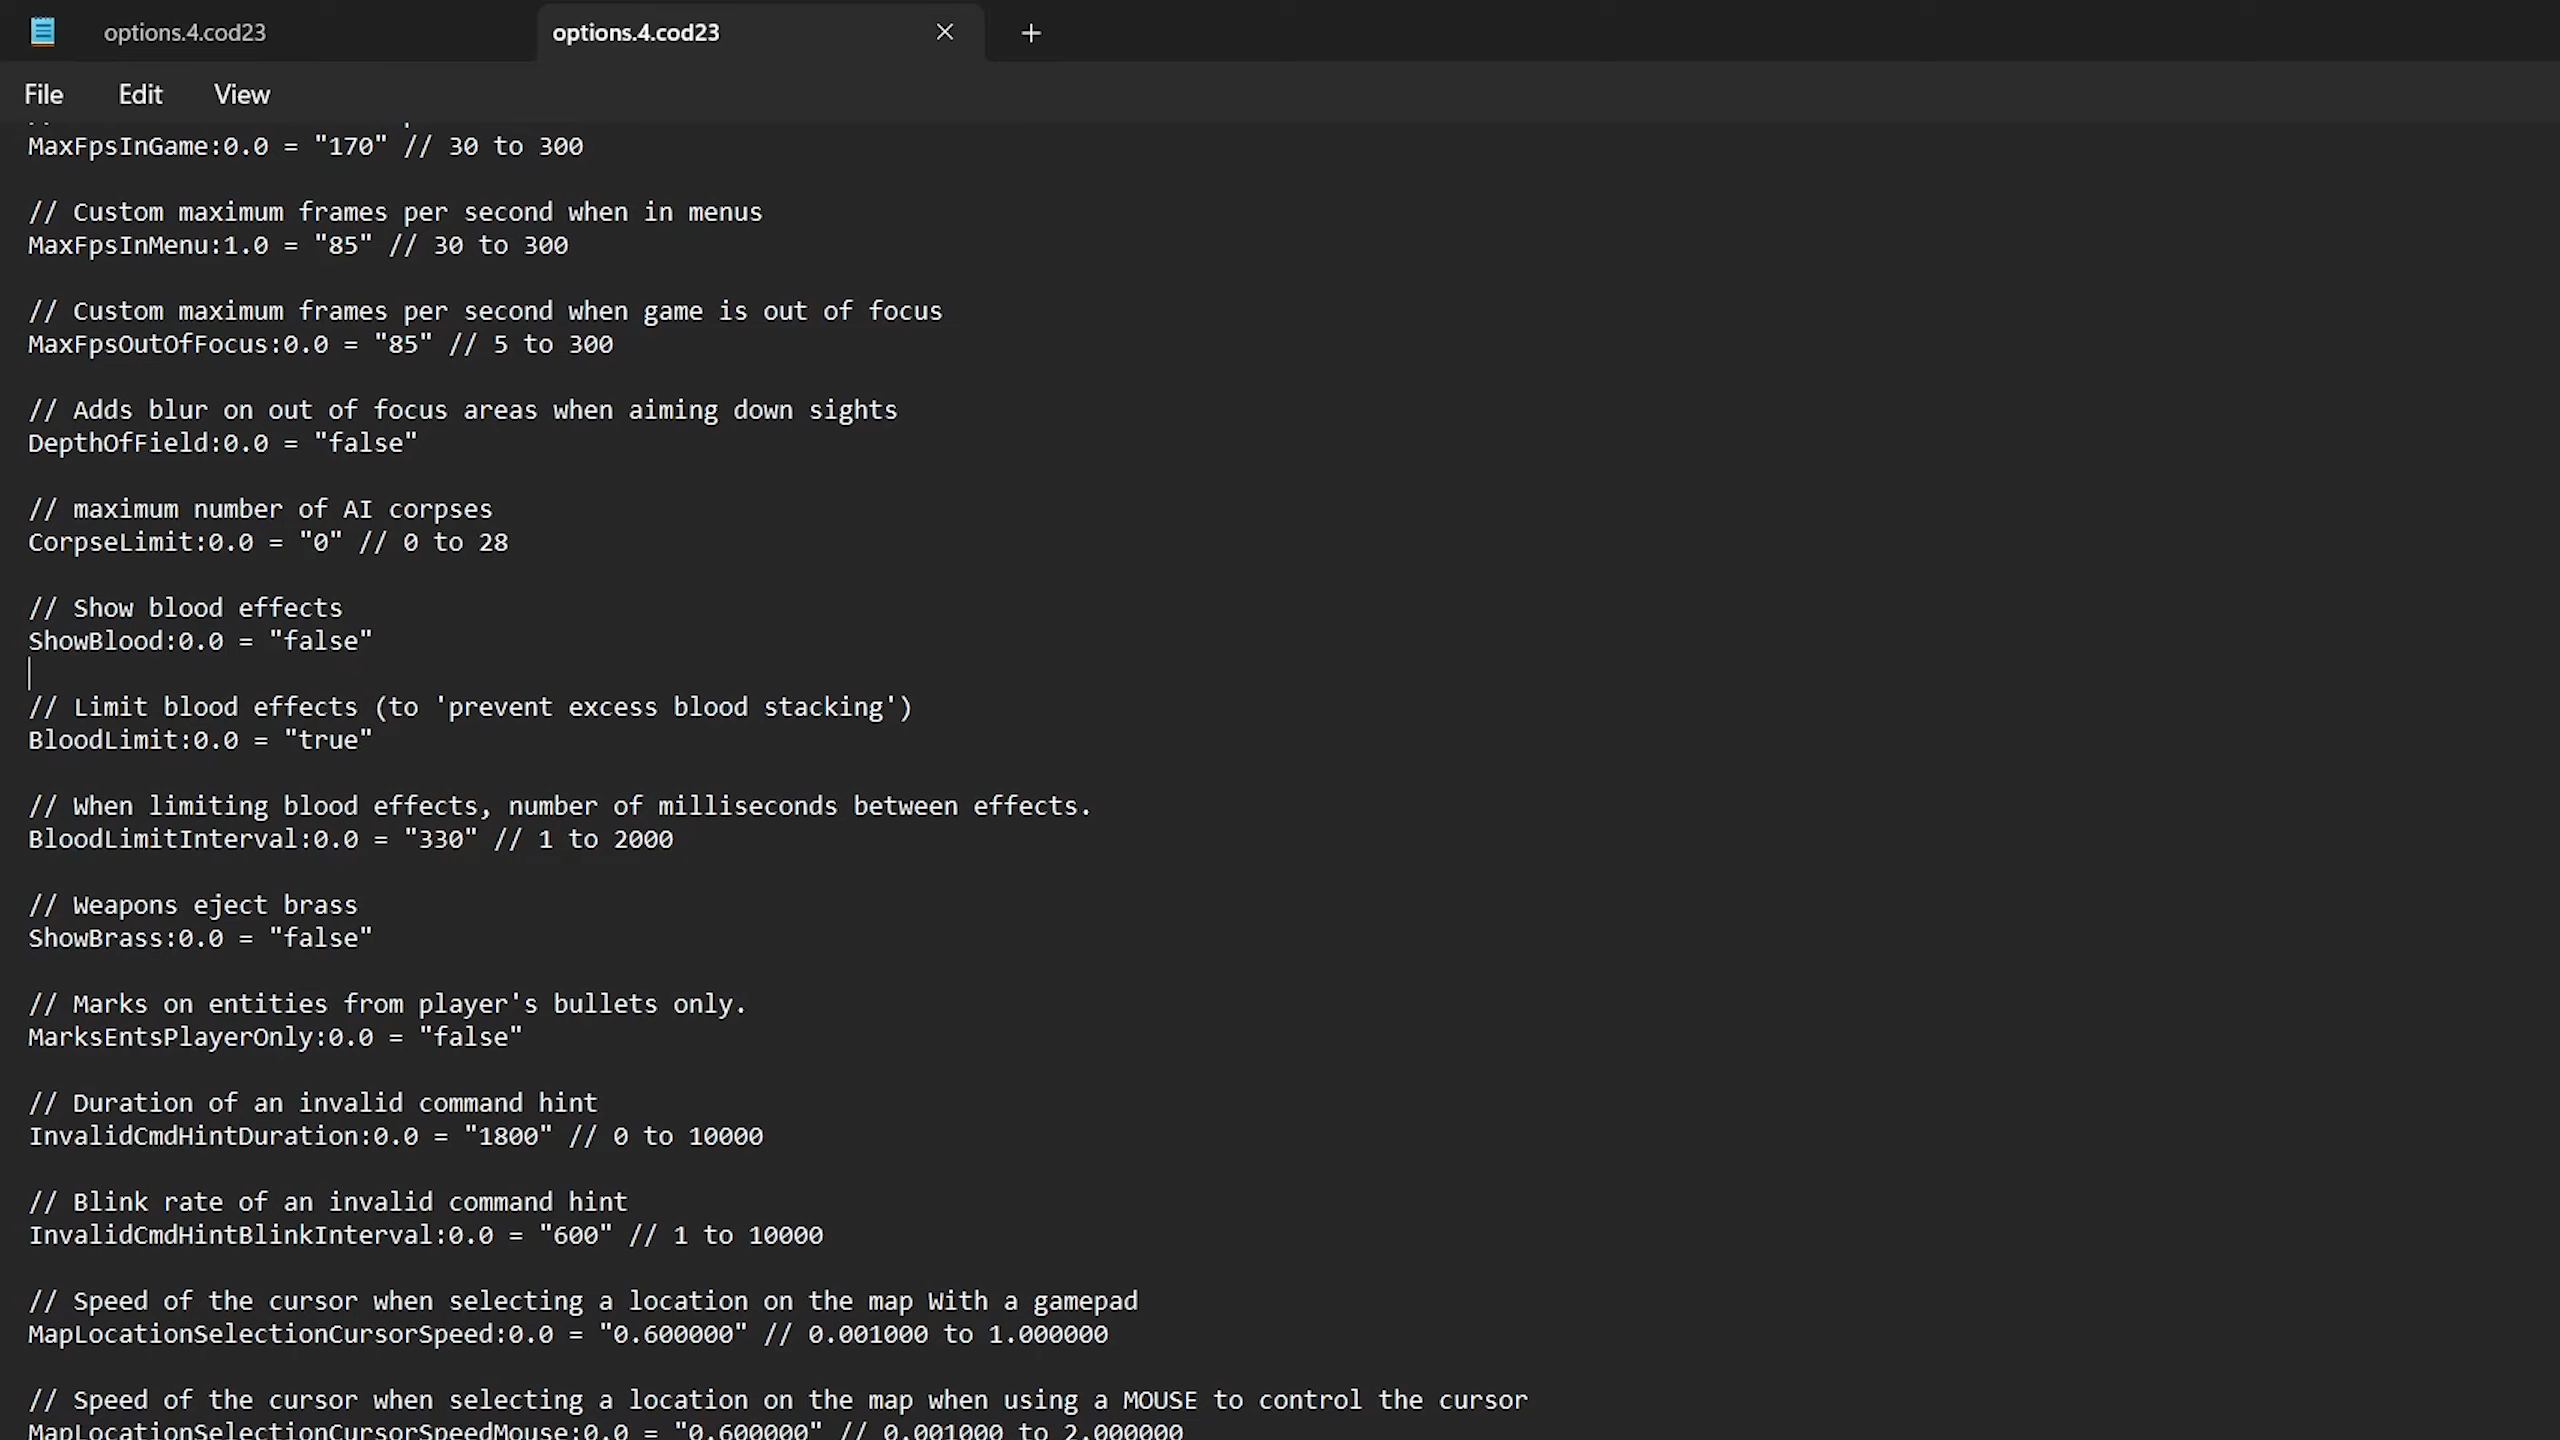 options.4.cod23
options.4.cod23
File Edit View
MaxFpsInGame:0.0 = "170" // 30 to 300
// Custom maximum frames per second when in menus
MaxFpsInMenu:1.0 = "85" // 30 to 300
// Custom maximum frames per second when game is out of focus
MaxFpsOutOfFocus:0.0 = "85" // 5 to 300
// Adds blur on out of focus areas when aiming down sights
DepthOfField:0.0 = "false"
// maximum number of AI corpses
CorpseLimit:0.0 = "0" // 0 to 28
// Show blood effects
ShowBlood:0.0 = "false"
// Limit blood effects (to 'prevent excess blood stacking')
BloodLimit:0.0 = "true"
// When limiting blood effects, number of milliseconds between effects.
BloodLimitInterval:0.0 = "330" // 1 to 2000
// Weapons eject brass
ShowBrass:0.0 = "false"
// Marks on entities from player's bullets only.
MarksEntsPlayerOnly:0.0 = "false"
// Duration of an invalid command hint
InvalidCmdHintDuration:0.0 = "1800" // 0 to 10000
// Blink rate of an invalid command hint
InvalidCmdHintBlinkInterval:0.0 = "600" // 1 to 10000
// Speed of the cursor when selecting a location on the map With a gamepad
MapLocationSelectionCursorSpeed:0.0 = "0.600000" // 0.001000 to 1.000000
// Speed of the cursor when selecting a location on the map when using a MOUSE to control the cursor
MapLocationSelectionCursorSpeedMouse:0.0 = "0.600000" // 0.001000 to 2.000000